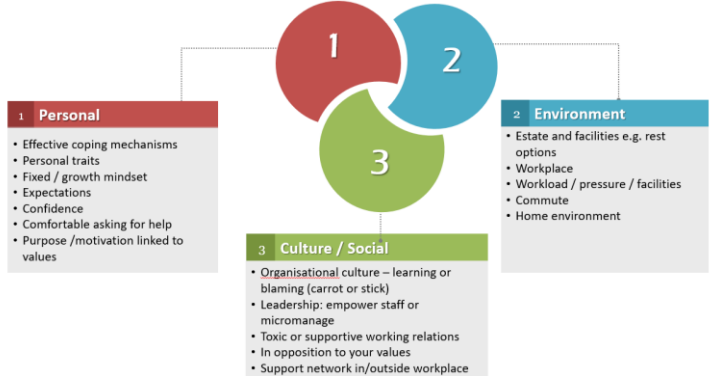 1
2
3
1 Personal
• Effective coping mechanisms
• Personal traits
• Fixed / growth mindset
• Expectations
• Confidence
• Comfortable asking for help
• Purpose /motivation linked to
values
2 Environment
• Estate and facilities e.g. rest
options
• Workplace
• Workload / pressure / facilities
• Commute
• Home environment
3 Culture / Social
• Organisational culture – learning or
blaming (carrot or stick)
• Leadership: empower staff or
micromanage
• Toxic or supportive working relations
• In opposition to your values
• Support network in/outside workplace